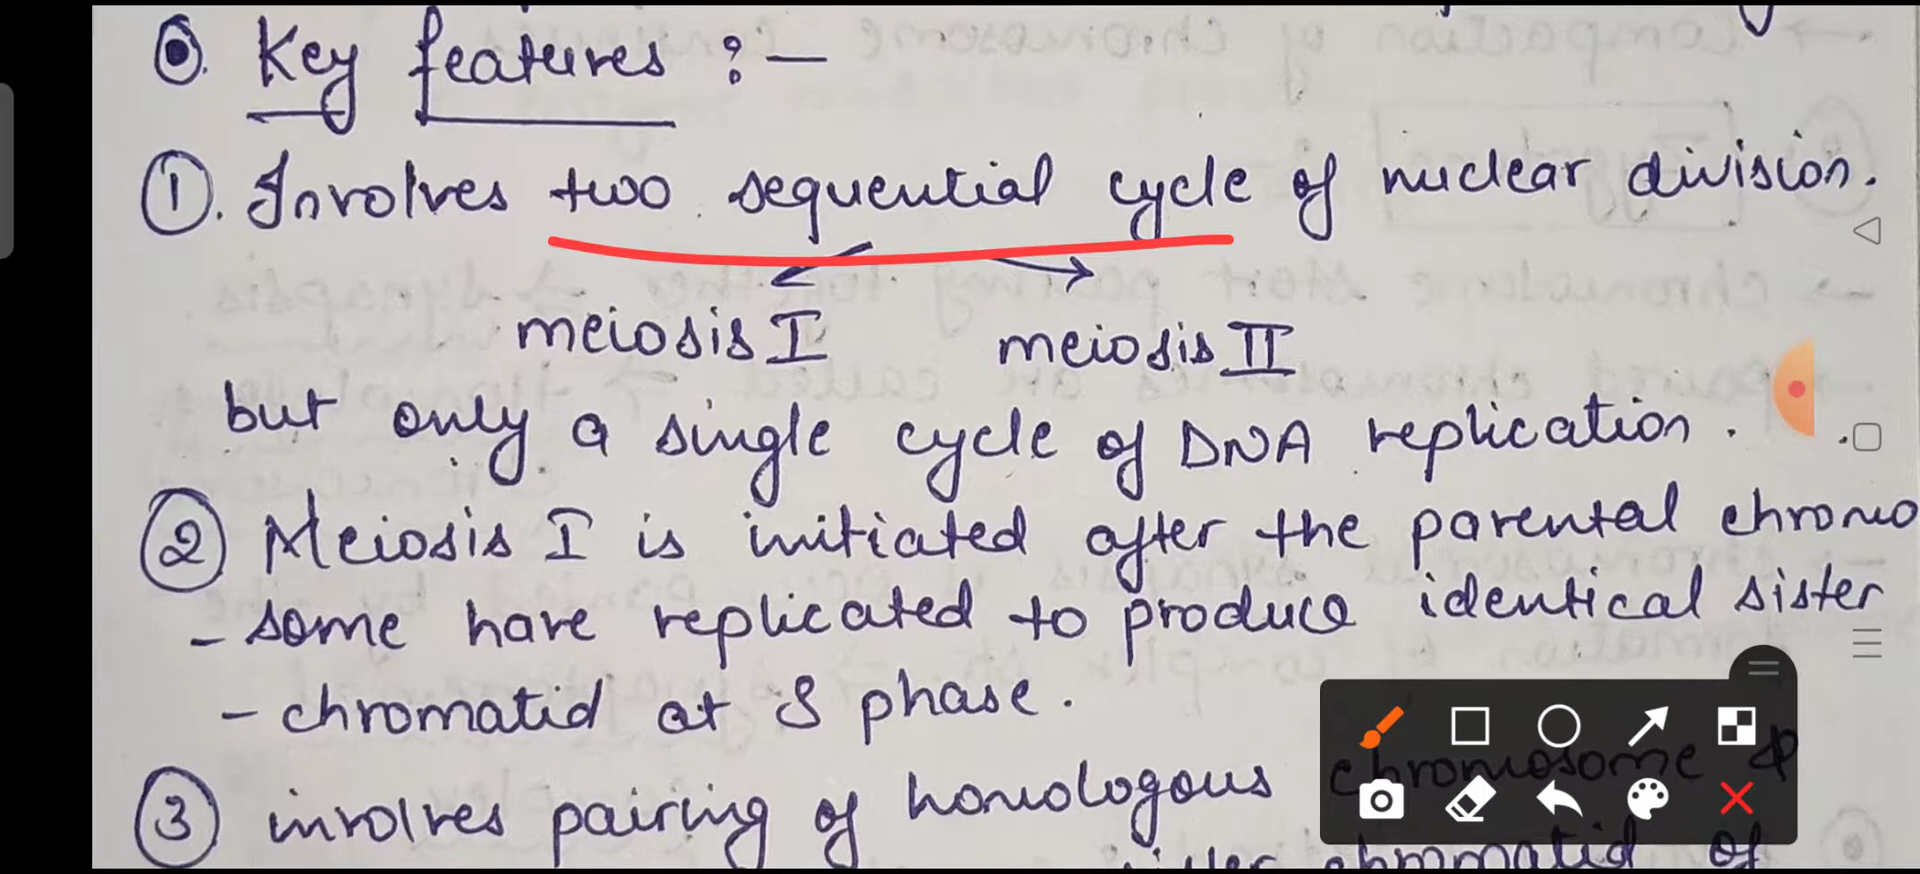 Key features :-
①. Involves two sequential cycle of nuclear division.
meiosis I meiosis II
but only a single cycle of DNA replication.
② Meiosis I is initiated after the parental chromo
- some have replicated to produce identical sister
- chromatid at S phase.
③ involves pairing of homologous chromosome &
chromatid of